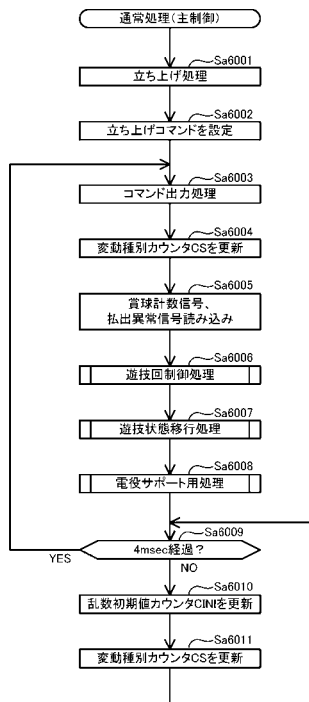 通常処理(主制御)
Sa6001
立ち上げ処理
Sa6002
立ち上げコマンドを設定
Sa6003
コマンド出力処理
Sa6004
変動種別カウンタCSを更新
Sa6005
賞球計数信号、
払出異常信号読み込み
Sa6006
遊技回制御処理
Sa6007
遊技状態移行処理
Sa6008
電役サポート用処理
Sa6009
4msec経過？
YES
NO
Sa6010
乱数初期値カウンタCINIを更新
Sa6011
変動種別カウンタCSを更新